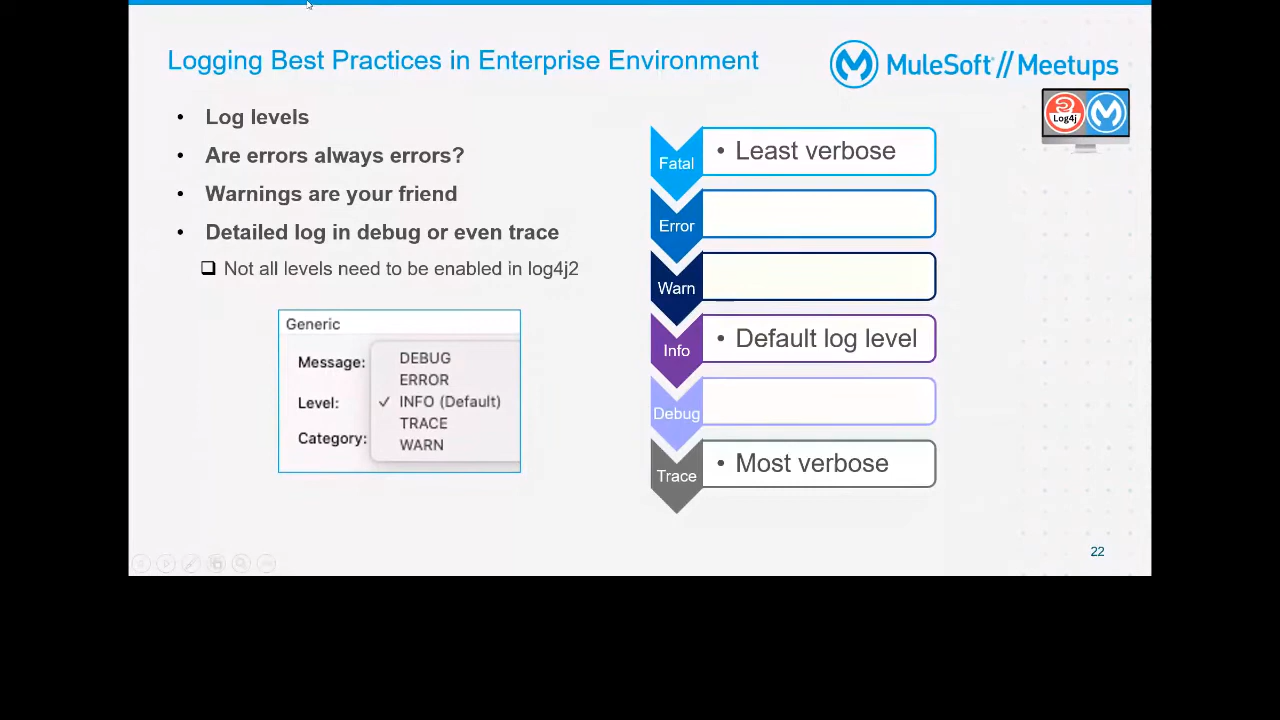 Logging Best Practices in Enterprise Environment
MuleSoft // Meetups
Log4j
• Log levels
• Are errors always errors?
• Warnings are your friend
• Detailed log in debug or even trace
❑ Not all levels need to be enabled in log4j2
Generic
Message:
Level:
Category:
DEBUG
ERROR
✓ INFO (Default)
TRACE
WARN
Fatal
• Least verbose
Error
Warn
Info
• Default log level
Debug
Trace
• Most verbose
22